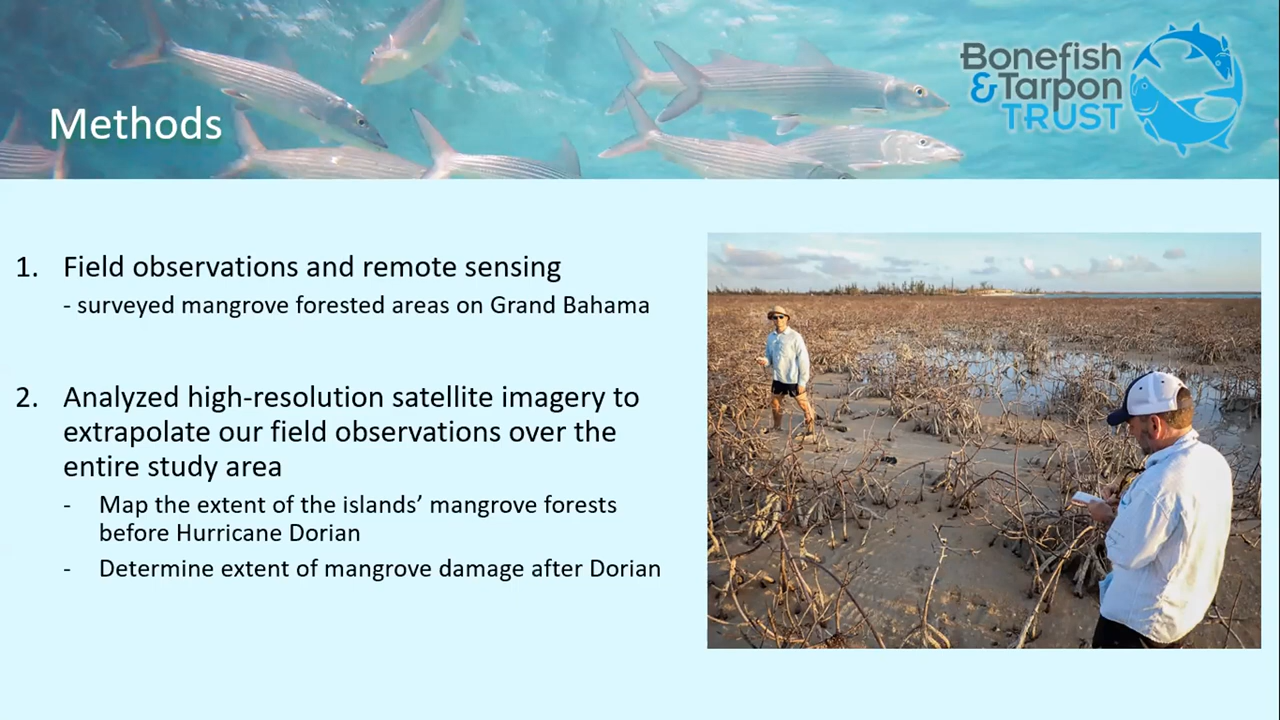 Bonefish
& Tarpon
TRUST
Methods
1. Field observations and remote sensing
- surveyed mangrove forested areas on Grand Bahama
2. Analyzed high-resolution satellite imagery to
extrapolate our field observations over the
entire study area
- Map the extent of the islands’ mangrove forests
before Hurricane Dorian
- Determine extent of mangrove damage after Dorian